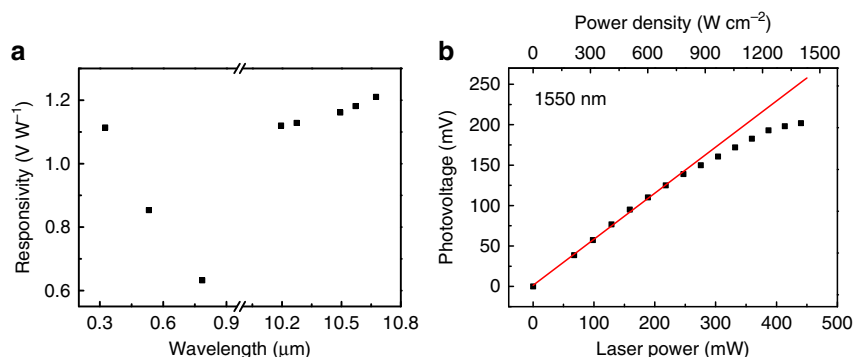 a
Responsivity (V W⁻¹)
1.2
1.0
0.8
0.6
0.3 0.6 0.9 10.2 10.5 10.8
Wavelength (μm)
b
Power density (W cm⁻²)
0 300 600 900 1200 1500
1550 nm
Photovoltage (mV)
250
200
150
100
50
0
0 100 200 300 400 500
Laser power (mW)